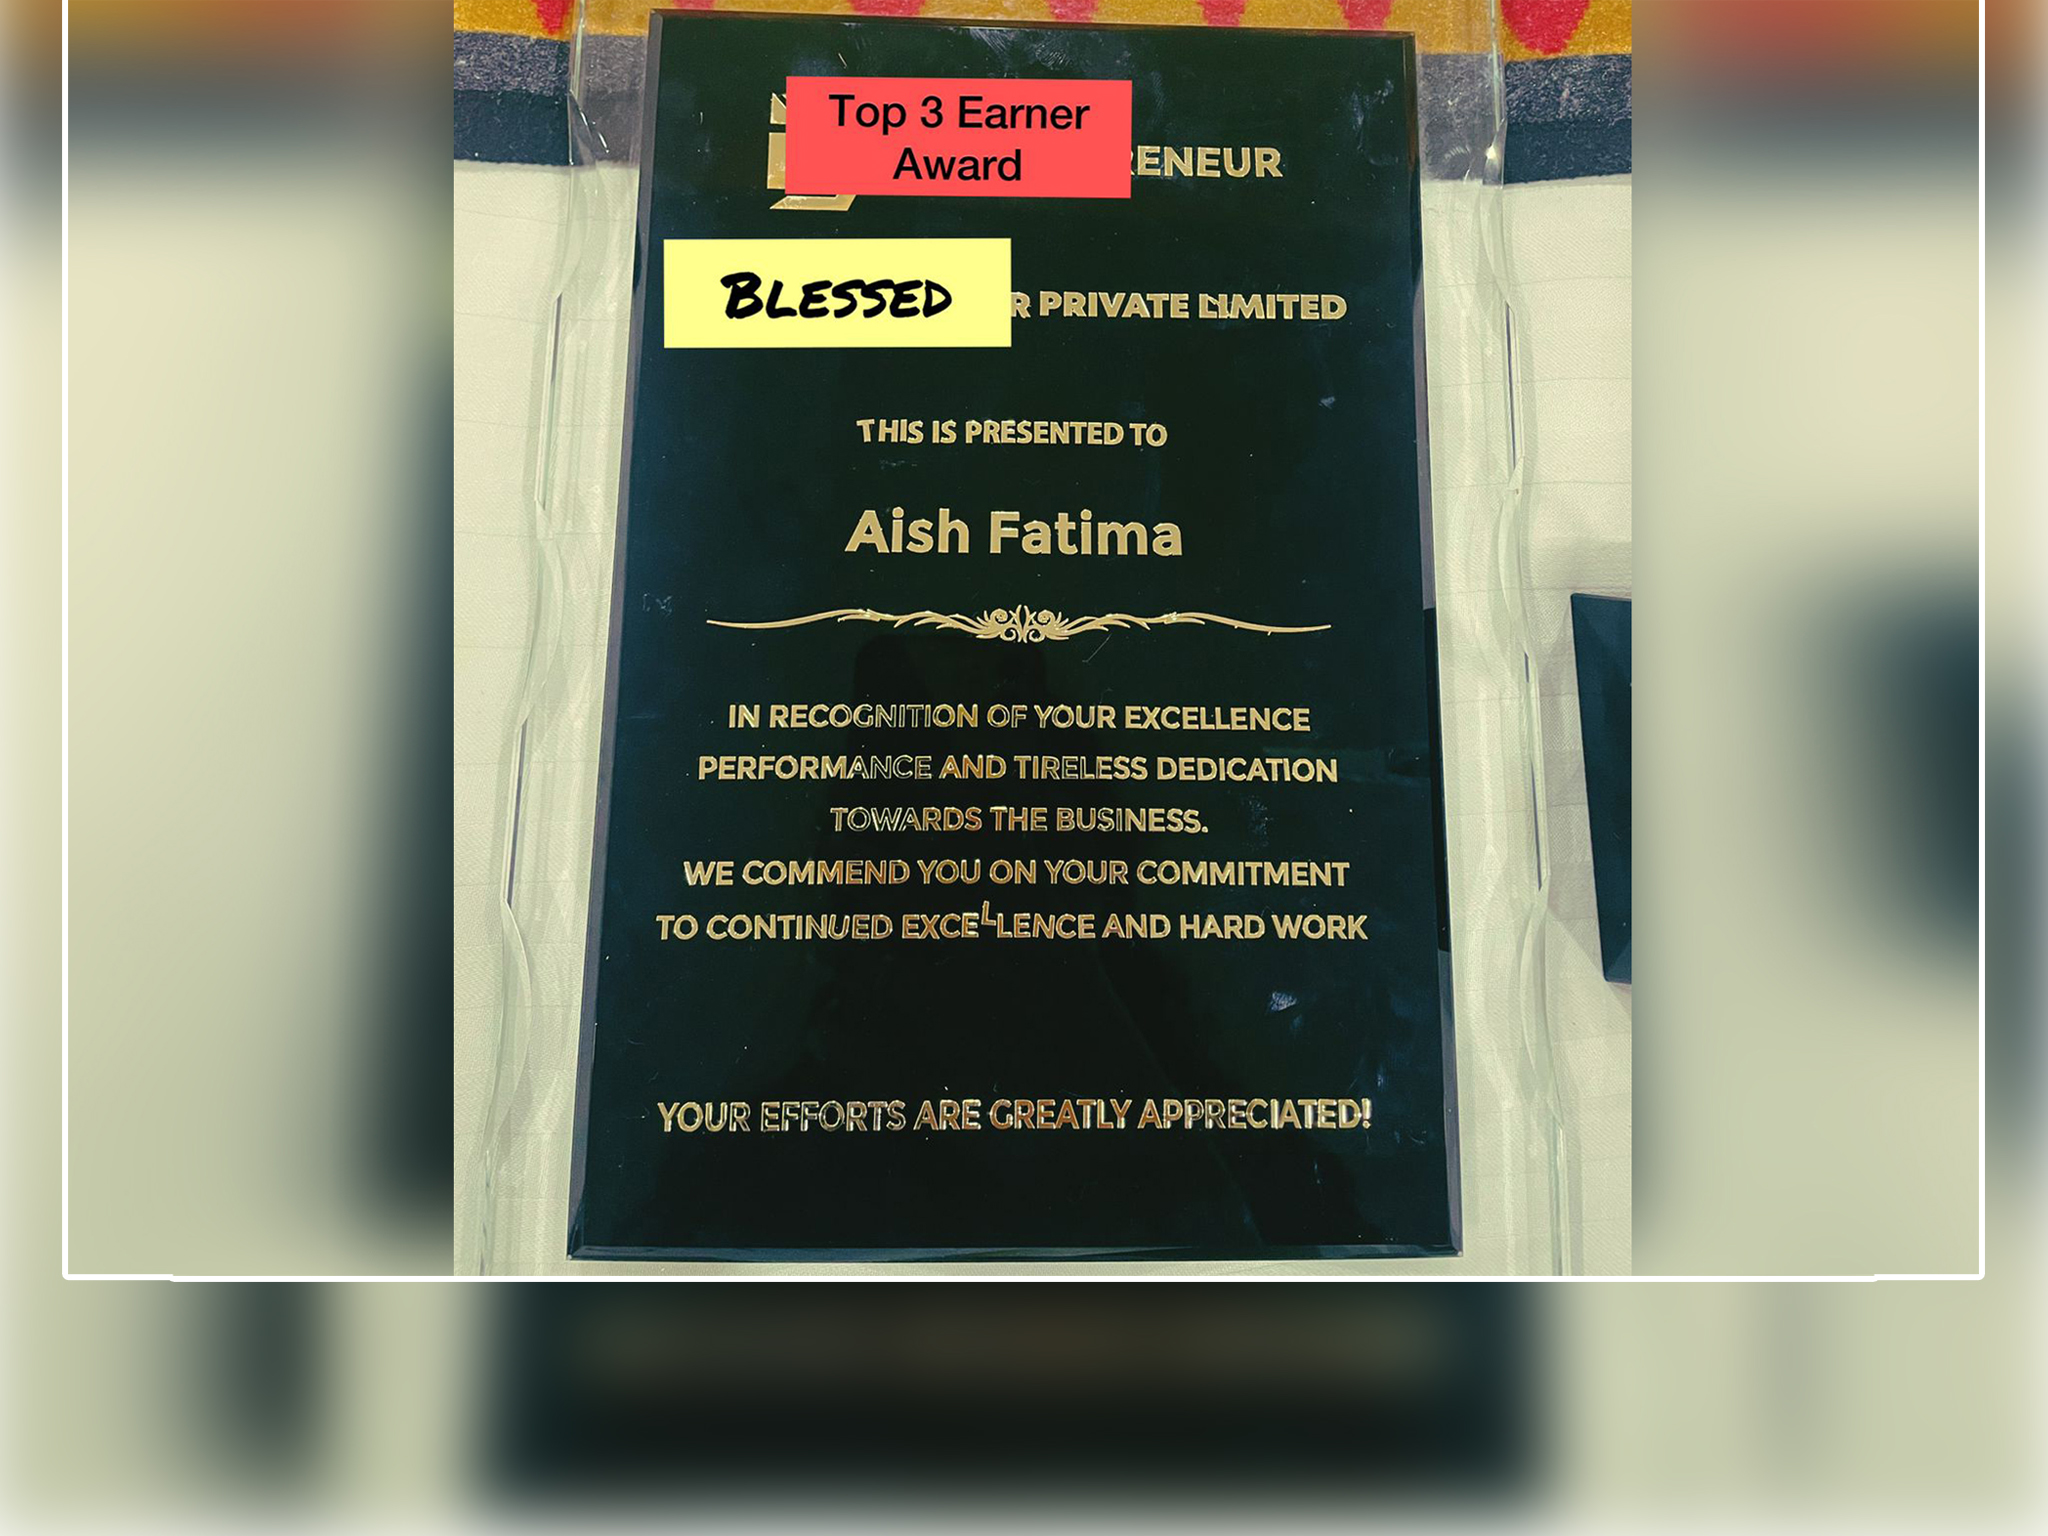 Top 3 Earner
Award
RENEUR
BLESSED
R PRIVATE LIMITED
THIS IS PRESENTED TO
Aish Fatima
IN RECOGNITION OF YOUR EXCELLENCE
PERFORMANCE AND TIRELESS DEDICATION
TOWARDS THE BUSINESS.
WE COMMEND YOU ON YOUR COMMITMENT
TO CONTINUED EXCELLENCE AND HARD WORK
YOUR EFFORTS ARE GREATLY APPRECIATED!